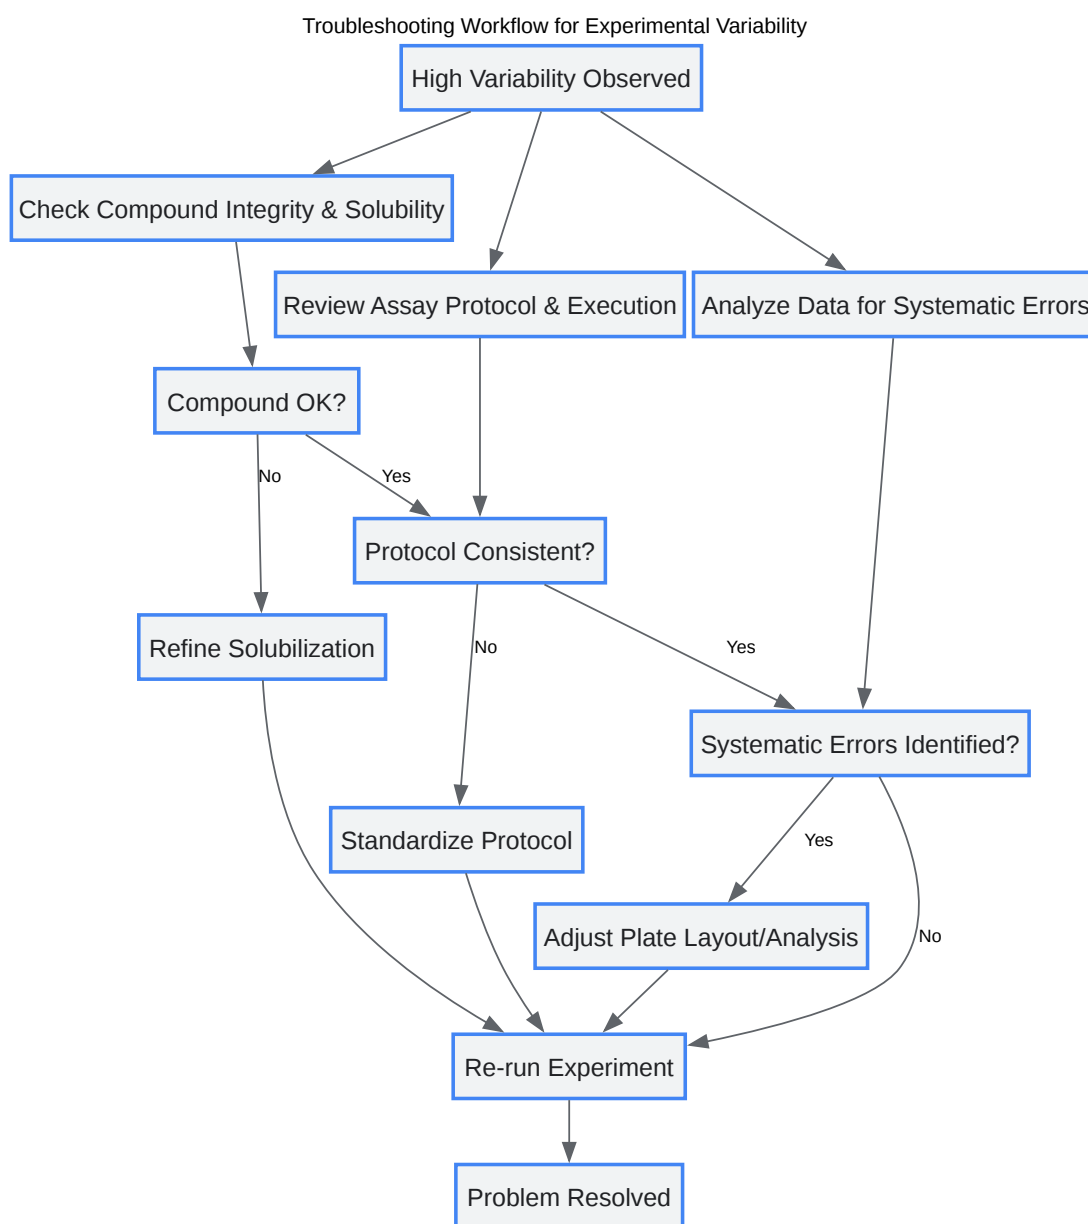 Troubleshooting Workflow for Experimental Variability
High Variability Observed
Check Compound Integrity & Solubility
Review Assay Protocol & Execution
Analyze Data for Systematic Errors
Compound OK?
No
Yes
Protocol Consistent?
Refine Solubilization
No
Yes
Systematic Errors Identified?
Standardize Protocol
Yes
Adjust Plate Layout/Analysis
No
Re-run Experiment
Problem Resolved